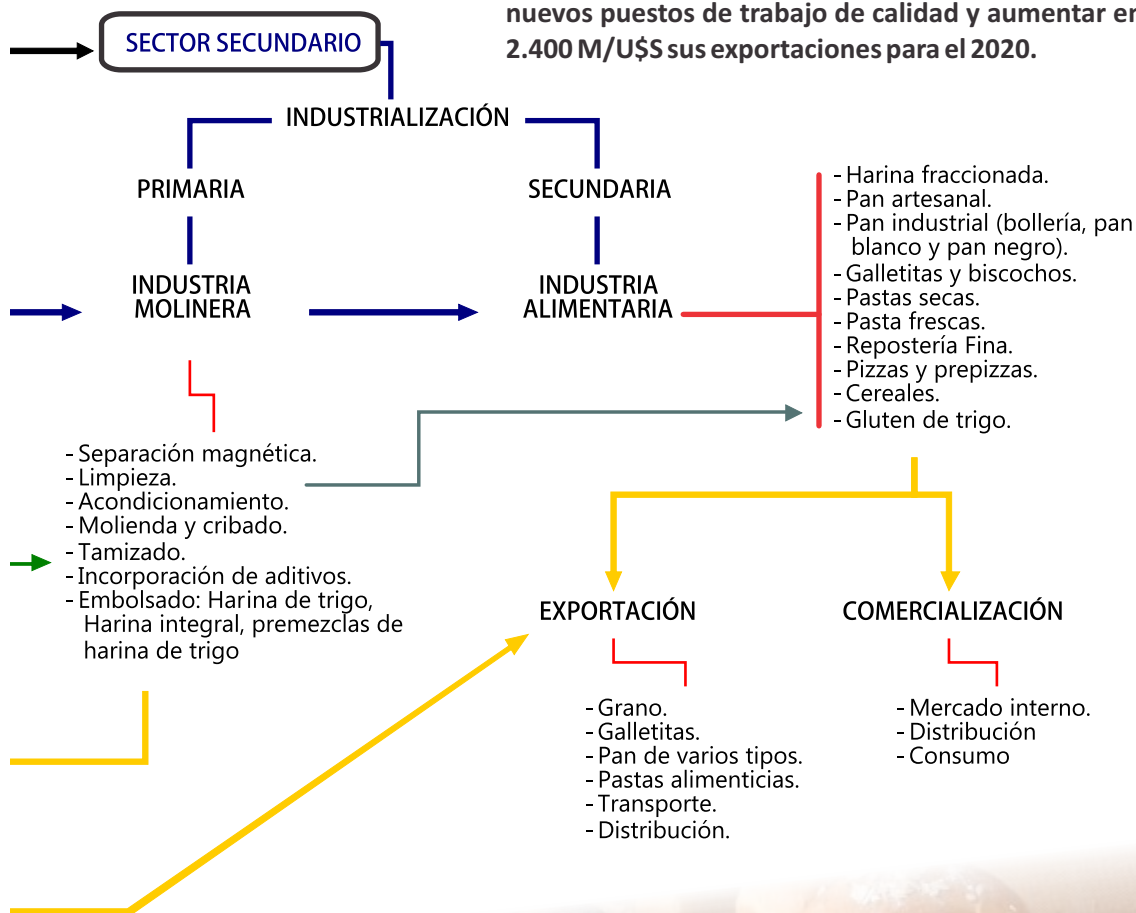 nuevos puestos de trabajo de calidad y aumentar en
2.400 M/U$S sus exportaciones para el 2020.
SECTOR SECUNDARIO
INDUSTRIALIZACIÓN
PRIMARIA
SECUNDARIA
INDUSTRIA
MOLINERA
INDUSTRIA
ALIMENTARIA
- Harina fraccionada.
- Pan artesanal.
- Pan industrial (bollería, pan
blanco y pan negro).
- Galletitas y biscochos.
- Pastas secas.
- Pasta frescas.
- Repostería Fina.
- Pizzas y prepizzas.
- Cereales.
- Gluten de trigo.
- Separación magnética.
- Limpieza.
- Acondicionamiento.
- Molienda y cribado.
- Tamizado.
- Incorporación de aditivos.
- Embolsado: Harina de trigo,
Harina integral, premezclas de
harina de trigo
EXPORTACIÓN
- Grano.
- Galletitas.
- Pan de varios tipos.
- Pastas alimenticias.
- Transporte.
- Distribución.
COMERCIALIZACIÓN
- Mercado interno.
- Distribución
- Consumo